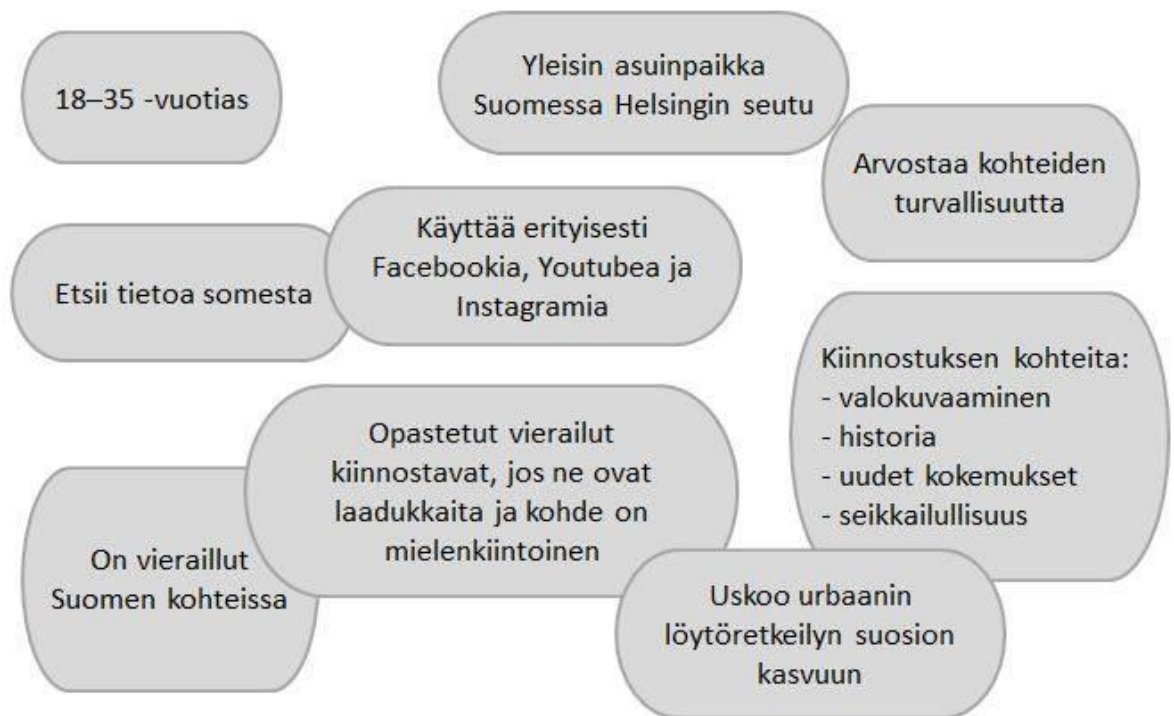 18–35 -vuotias
Yleisin asuinpaikka
Suomessa Helsingin seutu
Arvostaa kohteiden
turvallisuutta
Etsii tietoa somesta
Käyttää erityisesti
Facebookia, Youtubea ja
Instagramia
Kiinnostuksen kohteita:
- valokuvaaminen
- historia
- uudet kokemukset
- seikkailullisuus
Opastetut vierailut
kiinnostavat, jos ne ovat
laadukkaita ja kohde on
mielenkiintoinen
On vieraillut
Suomen kohteissa
Uskoo urbaanin
löytöretkeilyn suosion
kasvuun